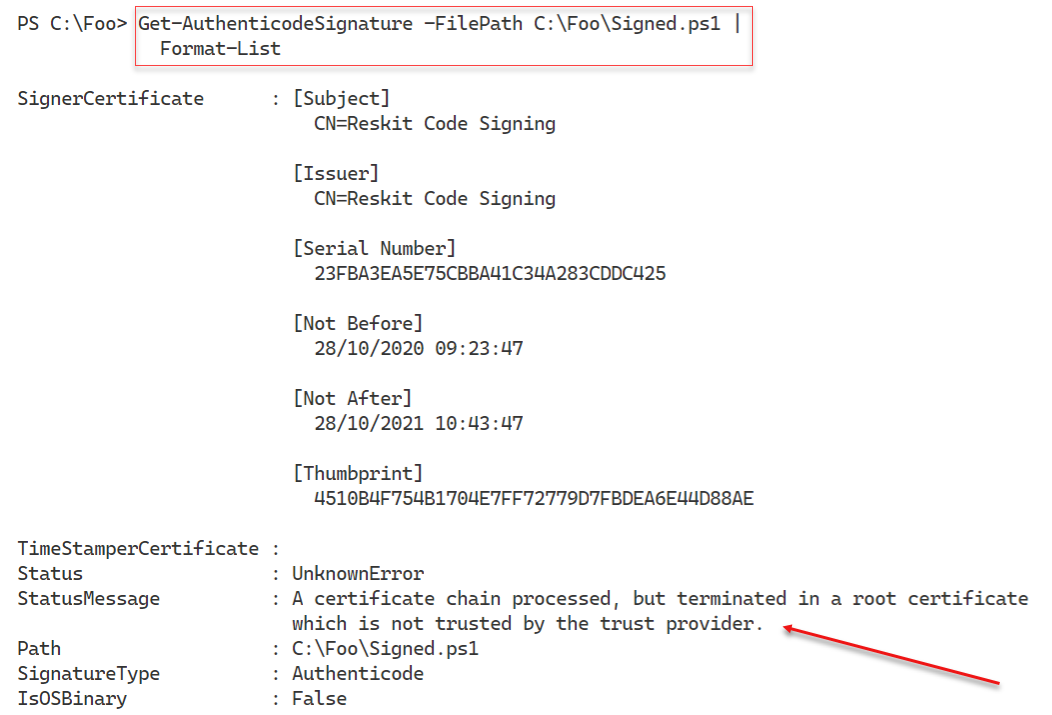 PS C:\Foo> Get-AuthenticodeSignature -FilePath C:\Foo\Signed.ps1 |
Format-List
SignerCertificate : [Subject]
CN=Reskit Code Signing
[Issuer]
CN=Reskit Code Signing
[Serial Number]
23FBA3EA5E75CBBA41C34A283CDDC425
[Not Before]
28/10/2020 09:23:47
[Not After]
28/10/2021 10:43:47
[Thumbprint]
4510B4F754B1704E7FF72779D7FBDEA6E44D88AE
TimeStamperCertificate :
Status : UnknownError
StatusMessage : A certificate chain processed, but terminated in a root certificate
which is not trusted by the trust provider.
Path : C:\Foo\Signed.ps1
SignatureType : Authenticode
IsOSBinary : False